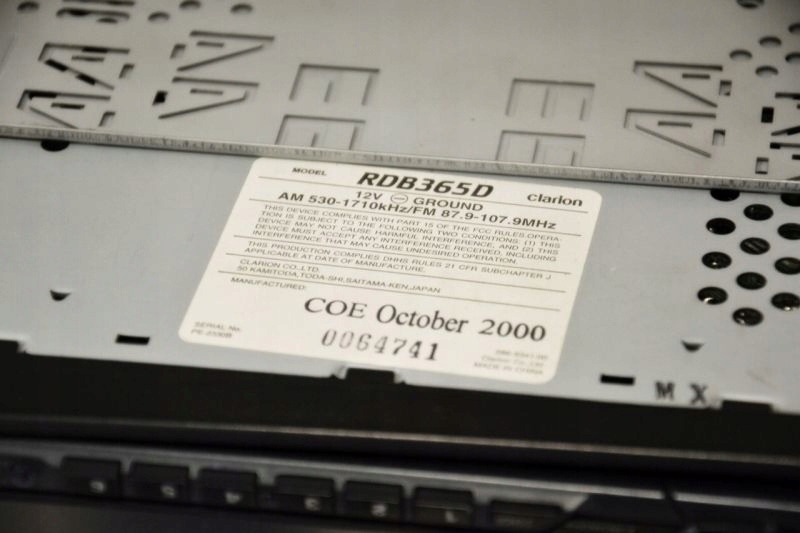 MODEL RDB365D Clarion
12V ⊖ GROUND
AM 530-1710kHz/FM 87.9-107.9MHz
THIS DEVICE COMPLIES WITH PART 15 OF THE FCC RULES.OPERA-
TION IS SUBJECT TO THE FOLLOWING TWO CONDITIONS: (1) THIS
DEVICE MAY NOT CAUSE HARMFUL INTERFERENCE, AND (2) THIS
DEVICE MUST ACCEPT ANY INTERFERENCE RECEIVED, INCLUDING
INTERFERENCE THAT MAY CAUSE UNDESIRED OPERATION.
THIS PRODUCTION COMPLIES DHHS RULES 21 CFR SUBCHAPTER J
APPLICABLE AT DATE OF MANUFACTURE.
CLARION CO.,LTD.
50 KAMITODA,TODA-SHI,SAITAMA-KEN,JAPAN
MANUFACTURED:
COE October 2000
SERIAL No.
0064741
Clarion Co., Ltd.
MADE IN CHINA
M X